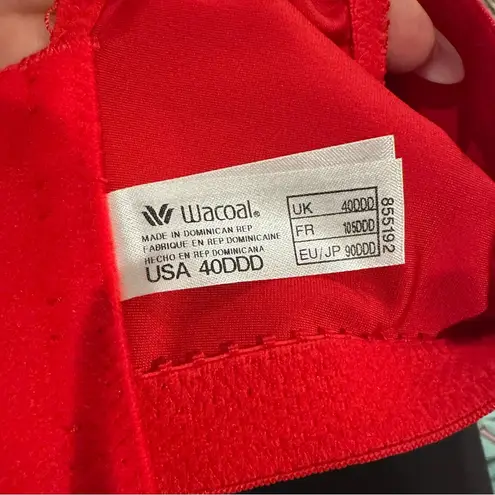 Wacoal®
MADE IN DOMINICAN REP
FABRIQUE EN REP DOMINICAINE
HECHO EN REP DOMINICANA
USA 40DDD
UK 40DDD
FR 105DDD
EU/JP 90DDD
855192